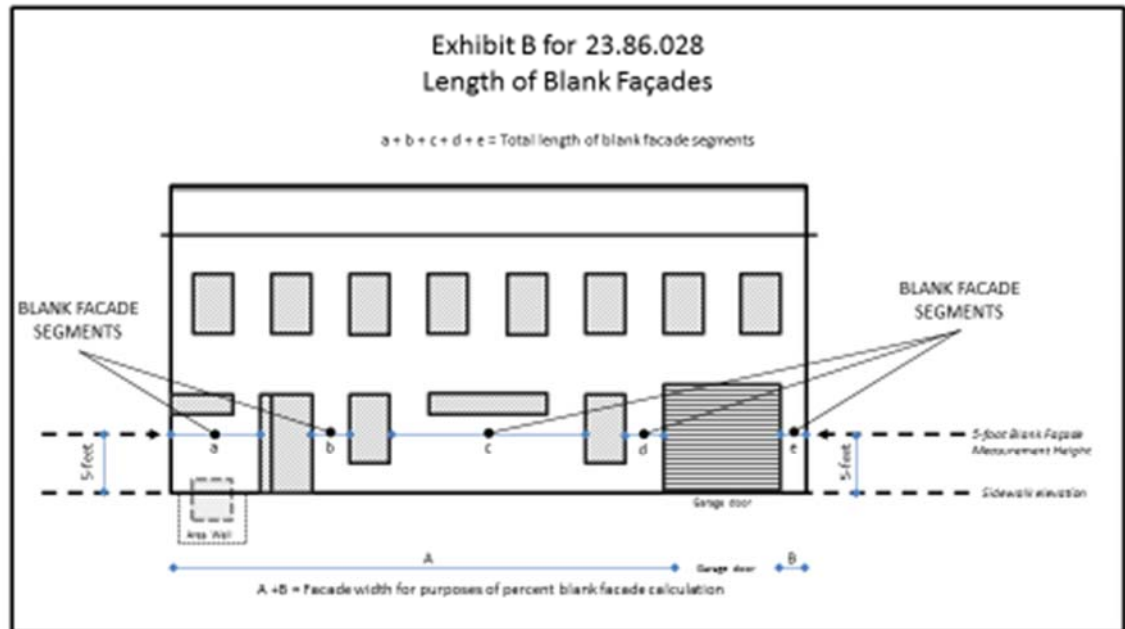 Exhibit B for 23.86.028
Length of Blank Façades
a + b + c + d + e = Total length of blank facade segments
BLANK FACADE
SEGMENTS
BLANK FACADE
SEGMENTS
5-feet
a
b
c
d
e
5-foot Blank Façade
Measurement Height
5-feet
Sidewalk elevation
Garage door
Area Well
A
Garage door
B
A +B = Facade width for purposes of percent blank facade calculation